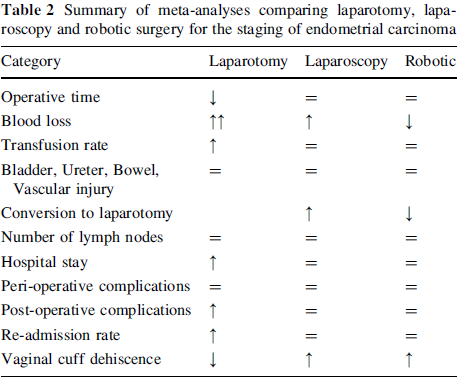 Table 2 Summary of meta-analyses comparing laparotomy, lapa-
roscopy and robotic surgery for the staging of endometrial carcinoma
Category Laparotomy Laparoscopy Robotic
Operative time ↓ = =
Blood loss ↑↑ ↑ ↓
Transfusion rate ↑ = =
Bladder, Ureter, Bowel, = = =
Vascular injury
Conversion to laparotomy ↑ ↓
Number of lymph nodes = = =
Hospital stay ↑ = =
Peri-operative complications = = =
Post-operative complications ↑ = =
Re-admission rate ↑ = =
Vaginal cuff dehiscence ↓ ↑ ↑